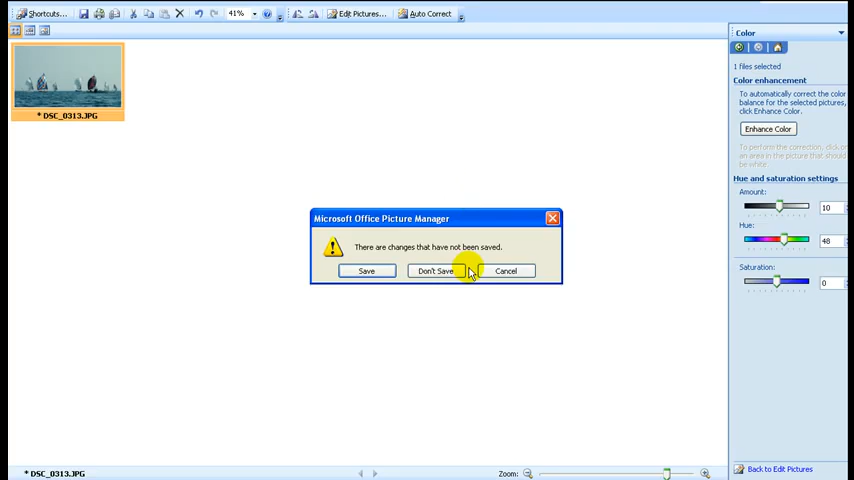 Shortcuts...
41%
Edit Pictures...
Auto Correct
* DSC_0313.JPG
Microsoft Office Picture Manager
There are changes that have not been saved.
Save
Don't Save
Cancel
Color
1 files selected
Color enhancement
To automatically correct the color
balance for the selected pictures,
click Enhance Color.
Enhance Color
To perform the correction, click on
an area in the picture that should
be white.
Hue and saturation settings
Amount:
10
Hue:
48
Saturation:
0
Back to Edit Pictures
* DSC_0313.JPG
Zoom: